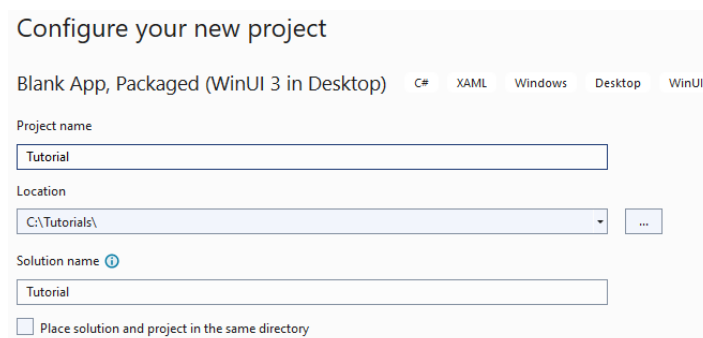 Configure your new project
Blank App, Packaged (WinUI 3 in Desktop) C# XAML Windows Desktop WinUI
Project name
Tutorial
Location
C:\Tutorials\ ...
Solution name
Tutorial
Place solution and project in the same directory